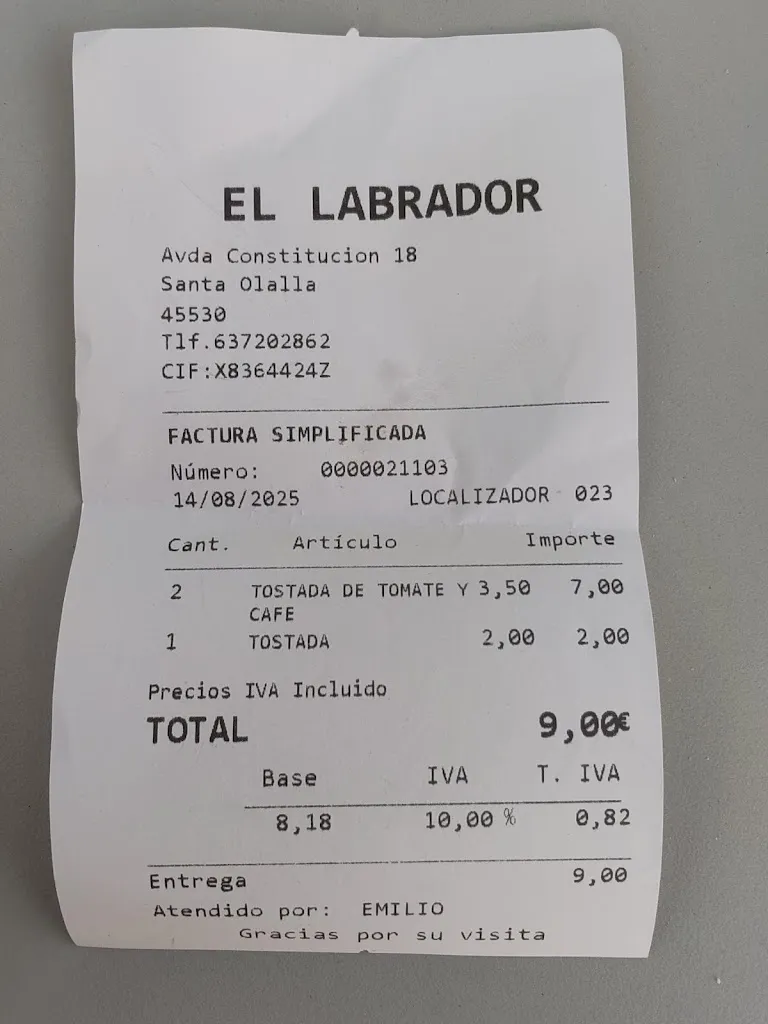 EL LABRADOR
Avda Constitucion 18
Santa Olalla
45530
Tlf.637202862
CIF:X8364424Z
FACTURA SIMPLIFICADA
Número: 0000021103
14/08/2025 LOCALIZADOR 023
Cant. Artículo Importe
2 TOSTADA DE TOMATE Y 3,50 7,00
CAFE
1 TOSTADA 2,00 2,00
Precios IVA Incluido
TOTAL 9,00€
Base IVA T. IVA
8,18 10,00 % 0,82
Entrega 9,00
Atendido por: EMILIO
Gracias por su visita